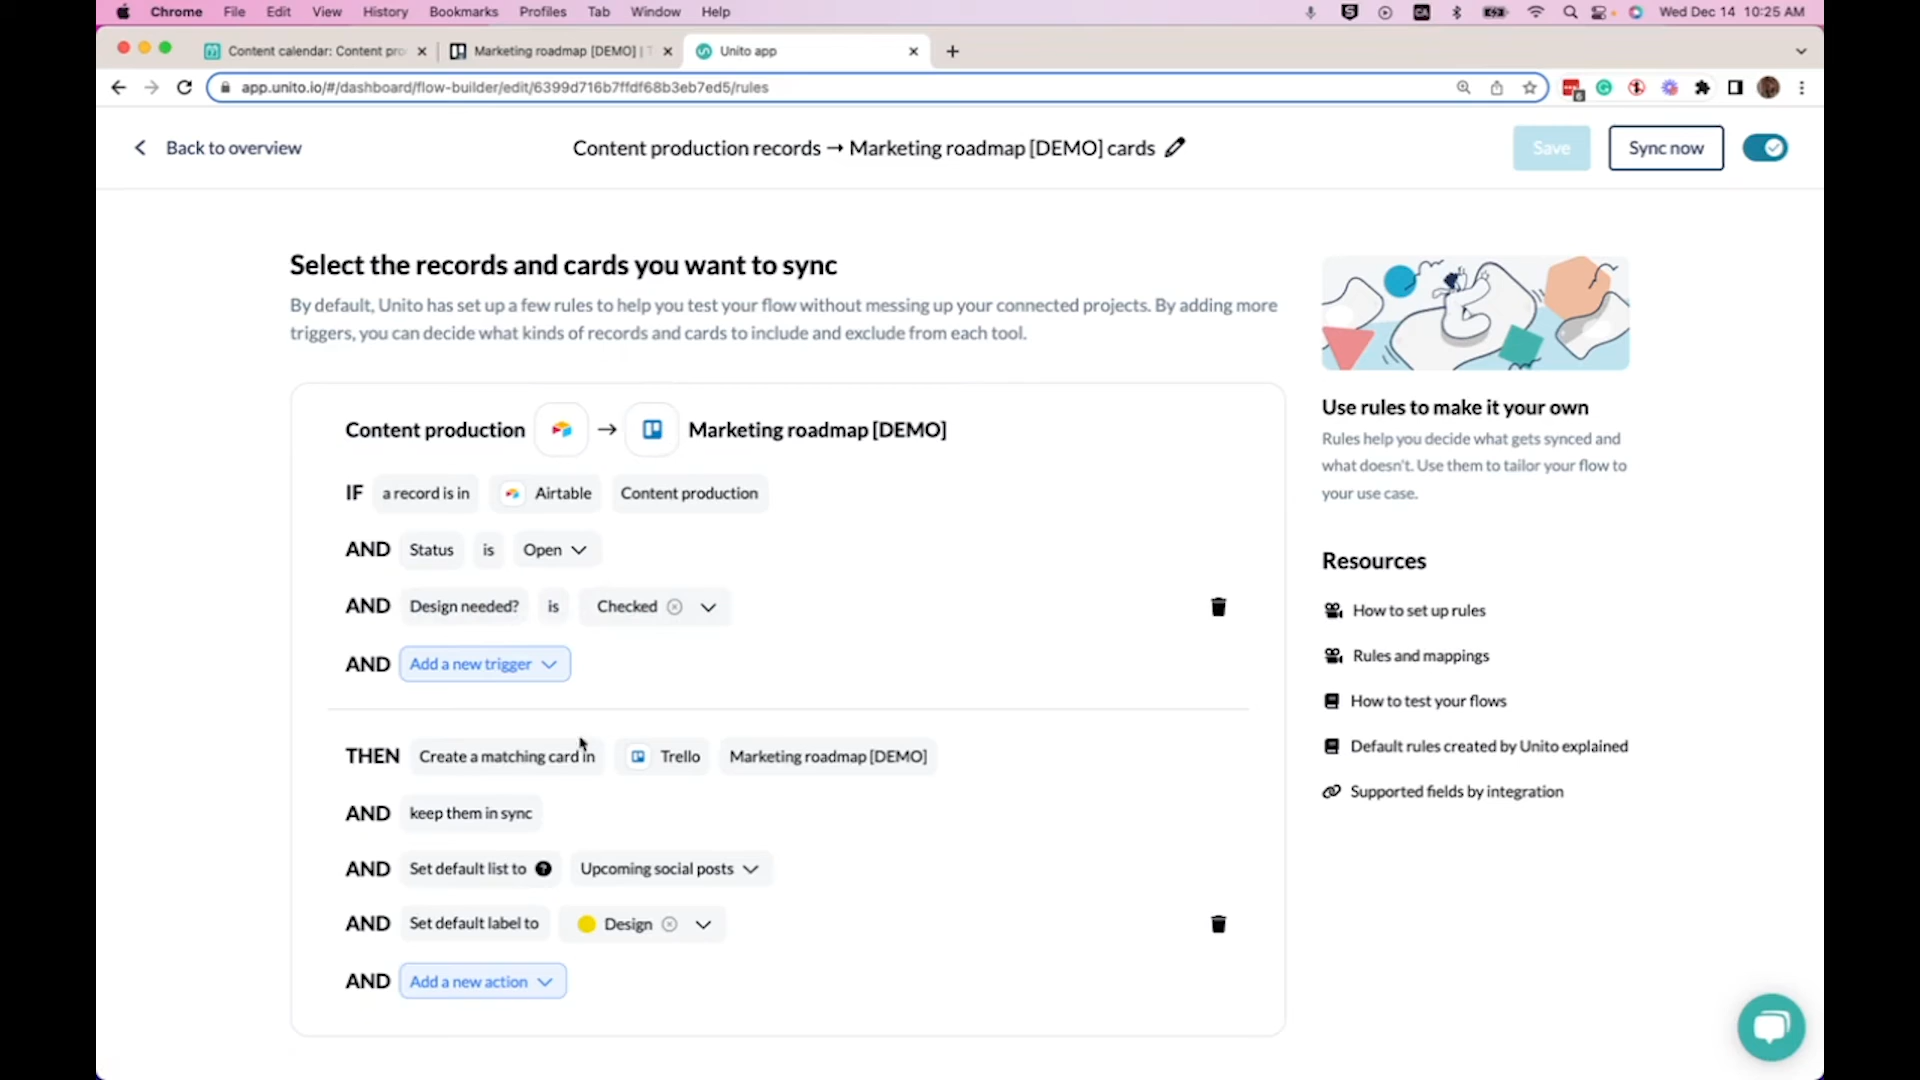 Chrome File Edit View History Bookmarks Profiles Tab Window Help Wed Dec 14 10:25 AM
Content calendar: Content pro Marketing roadmap [DEMO] | T Unito app
app.unito.io/#/dashboard/flow-builder/edit/6399d716b7ffdf68b3eb7ed5/rules
Back to overview Content production records → Marketing roadmap [DEMO] cards Save Sync now
Select the records and cards you want to sync
By default, Unito has set up a few rules to help you test your flow without messing up your connected projects. By adding more
triggers, you can decide what kinds of records and cards to include and exclude from each tool.
Content production → Marketing roadmap [DEMO]
IF a record is in Airtable Content production
AND Status is Open
AND Design needed? is Checked
AND Add a new trigger
THEN Create a matching card in Trello Marketing roadmap [DEMO]
AND keep them in sync
AND Set default list to ? Upcoming social posts
AND Set default label to Design
AND Add a new action
Use rules to make it your own
Rules help you decide what gets synced and
what doesn't. Use them to tailor your flow to
your use case.
Resources
How to set up rules
Rules and mappings
How to test your flows
Default rules created by Unito explained
Supported fields by integration